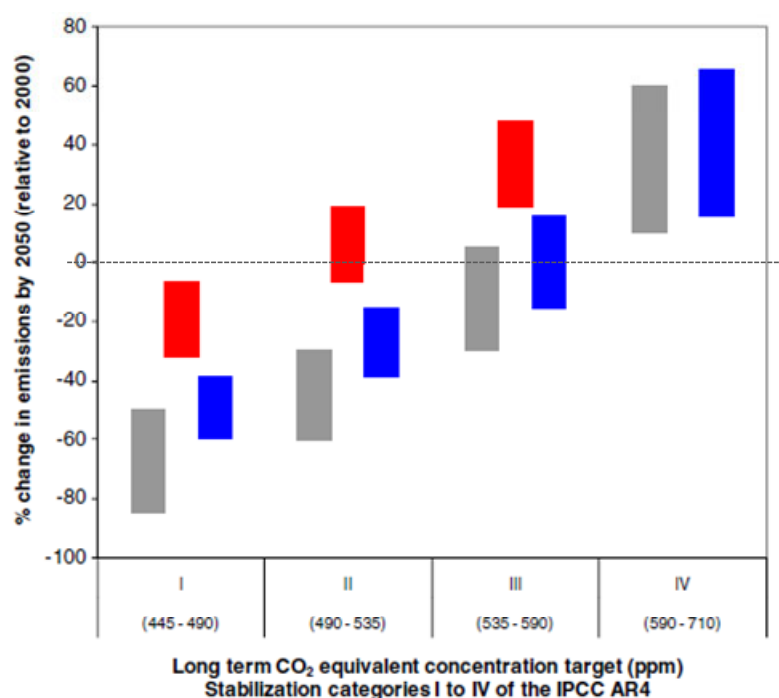 80
60
40
20
0
-20
-40
-60
-80
-100
% change in emissions by 2050 (relative to 2000)
I II III IV
(445 - 490) (490 - 535) (535 - 590) (590 - 710)
Long term CO₂ equivalent concentration target (ppm)
Stabilization categories I to IV of the IPCC AR4